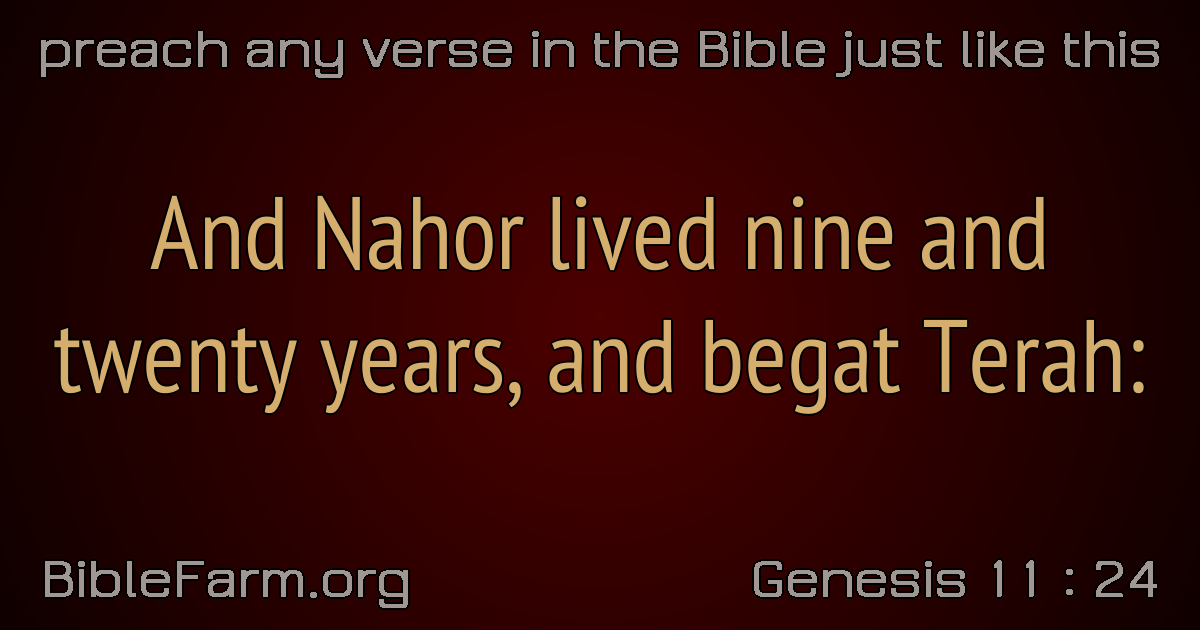 preach any verse in the Bible just like this
And Nahor lived nine and
twenty years, and begat Terah:
BibleFarm.org
Genesis 11 : 24